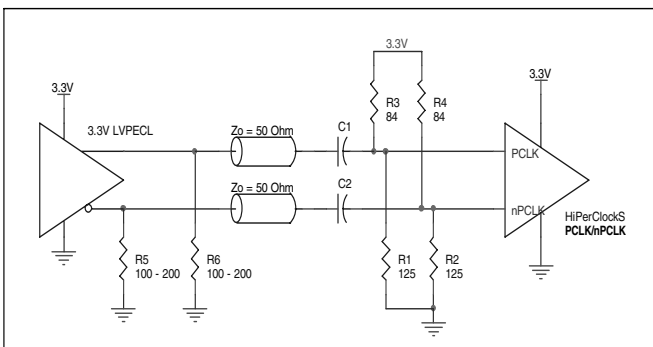 3.3V
3.3V
3.3V
R3
84
R4
84
3.3V LVPECL
Zo = 50 Ohm
C1
PCLK
Zo = 50 Ohm
C2
nPCLK
HiPerClockS
PCLK/nPCLK
R5
100 - 200
R6
100 - 200
R1
125
R2
125